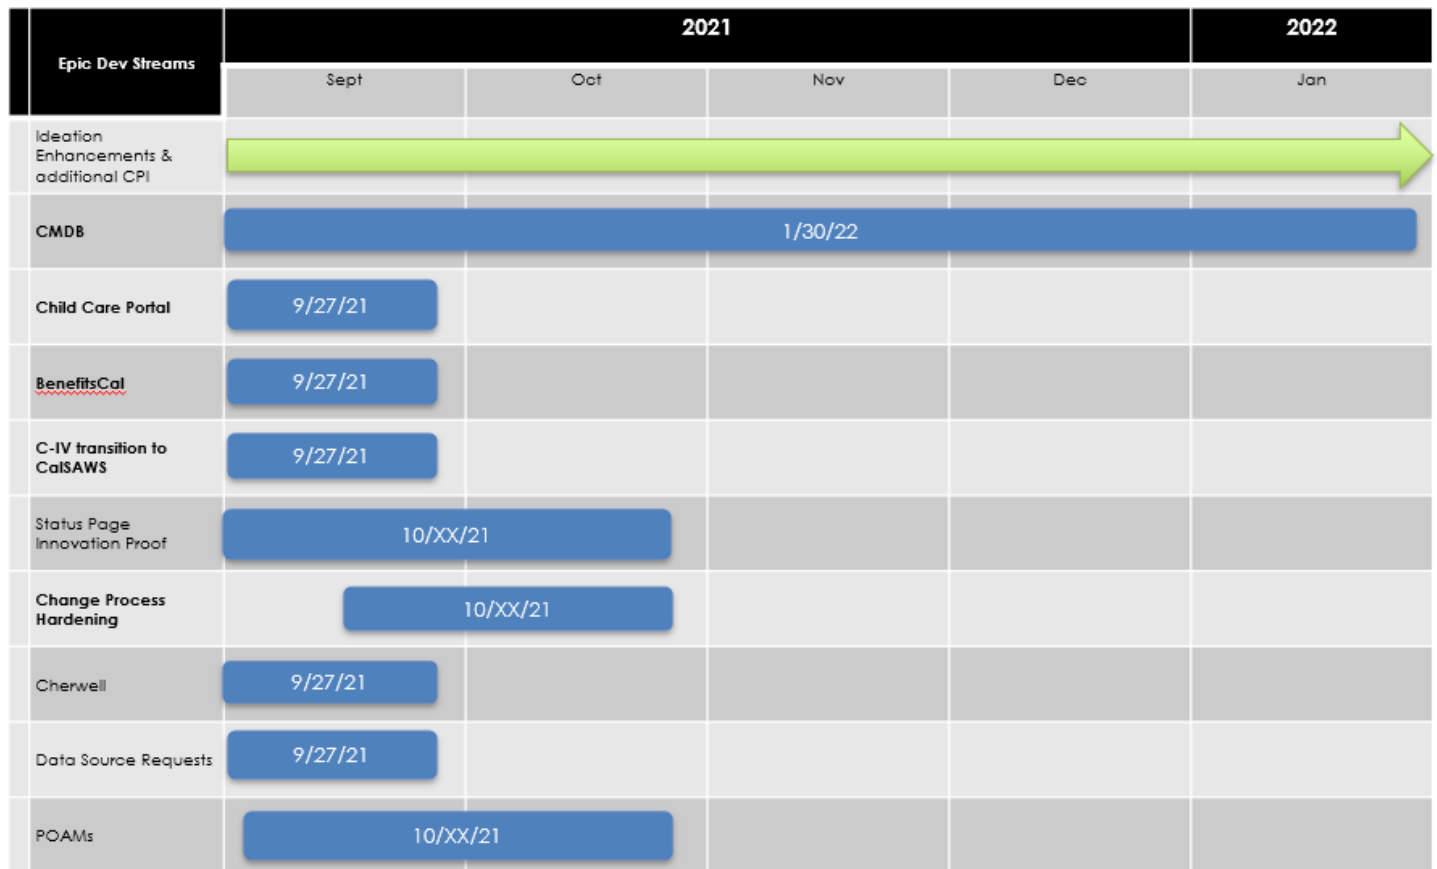 2021
2022
Epic Dev Streams
Sept
Oct
Nov
Dec
Jan
Ideation
Enhancements &
additional CPI
CMDB
1/30/22
Child Care Portal
9/27/21
BenefitsCal
9/27/21
C-IV transition to
CalSAWS
9/27/21
Status Page
Innovation Proof
10/XX/21
Change Process
Hardening
10/XX/21
Cherwell
9/27/21
Data Source Requests
9/27/21
POAMs
10/XX/21